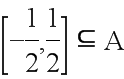 [-1/2, 1/2] ⊆ A